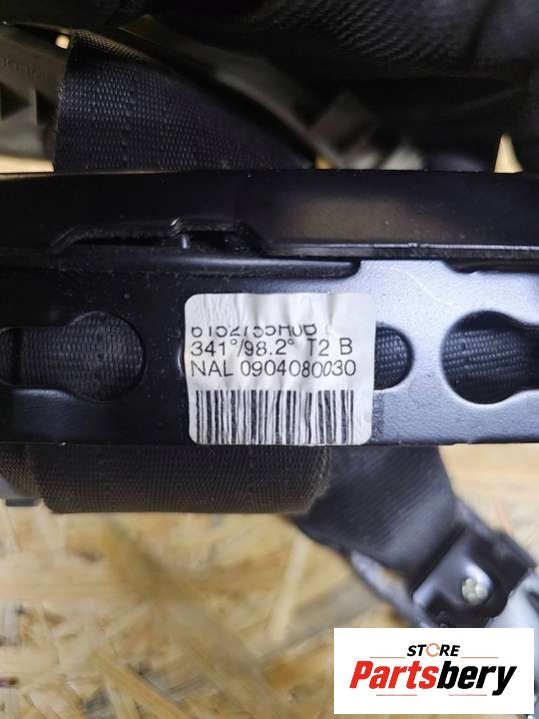 341°/98.2° T2 B
NAL 0904080030
STORE
Partsbery